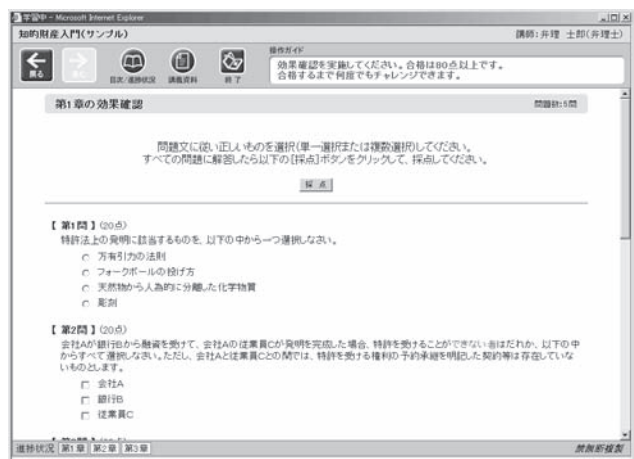 学習中 - Microsoft Internet Explorer
知的財産入門(サンプル)
講師:弁理 士郎(弁理士)
戻る
目次/進捗状況
講義資料
終了
操作ガイド
効果確認を実施してください。合格は80点以上です。
合格するまで何度でもチャレンジできます。
第1章の効果確認
問題数:5問
問題文に従い正しいものを選択(単一選択または複数選択)してください。
すべての問題に解答したら以下の[採点]ボタンをクリックして、採点してください。
採 点
【 第1問 】(20点)
特許法上の発明に該当するものを、以下の中から一つ選択しなさい。
万有引力の法則
フォークボールの投げ方
天然物から人為的に分離した化学物質
彫刻
【 第2問 】(20点)
会社Aが銀行Bから融資を受けて、会社Aの従業員Cが発明を完成した場合、特許を受けることができない者はだれか、以下の中
からすべて選択しなさい。ただし、会社Aと従業員Cとの間では、特許を受ける権利の予約承継を明記した契約等は存在していな
いものとします。
会社A
銀行B
従業員C
進捗状況 第1章 第2章 第3章
禁無断複製